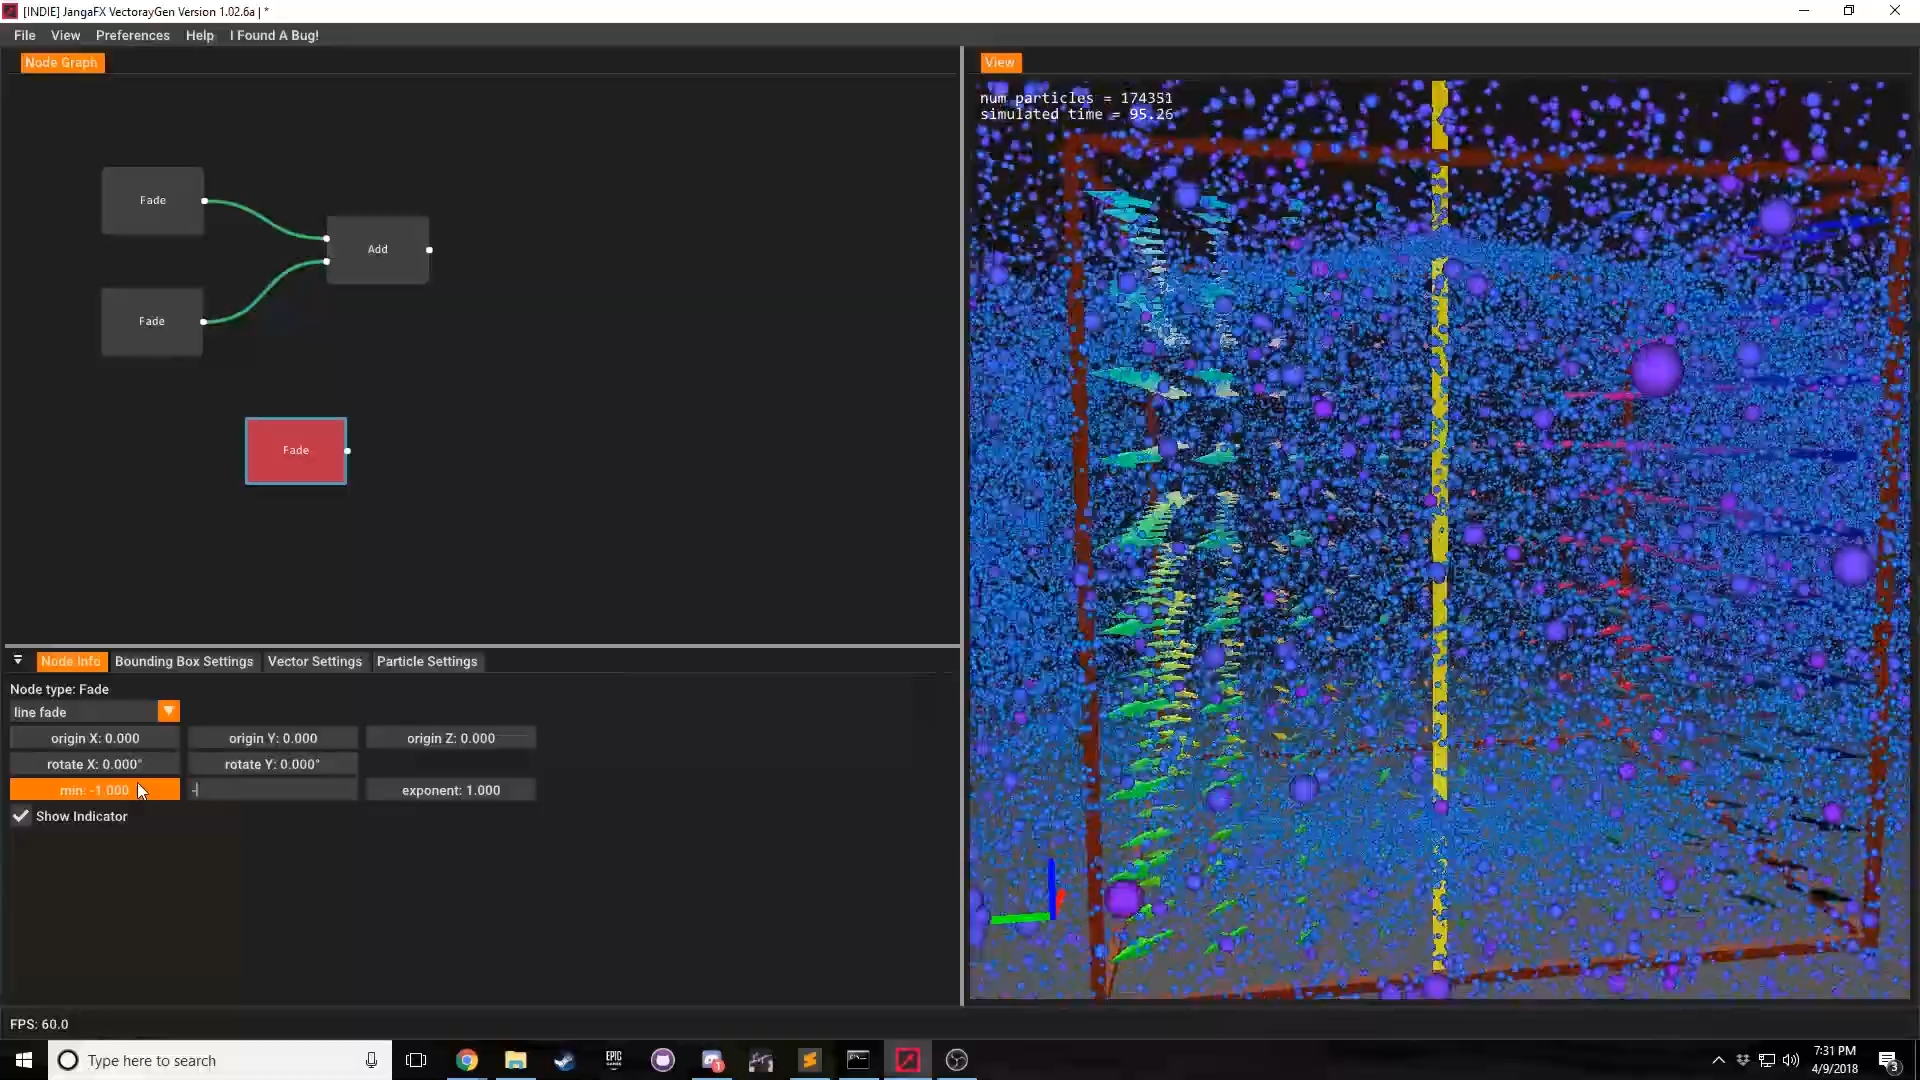 [INDIE] JangaFX VectorayGen Version 1.02.6a | *
File View Preferences Help I Found A Bug!
Node Graph
View
num particles = 174351
simulated time = 95.26
Fade
Add
Fade
Fade
Node Info Bounding Box Settings Vector Settings Particle Settings
Node type: Fade
line fade
origin X: 0.000 origin Y: 0.000 origin Z: 0.000
rotate X: 0.000° rotate Y: 0.000°
min: -1.000 - exponent: 1.000
Show Indicator
FPS: 60.0
Type here to search
EPIC GAMES
1
7:31 PM
4/9/2018
3